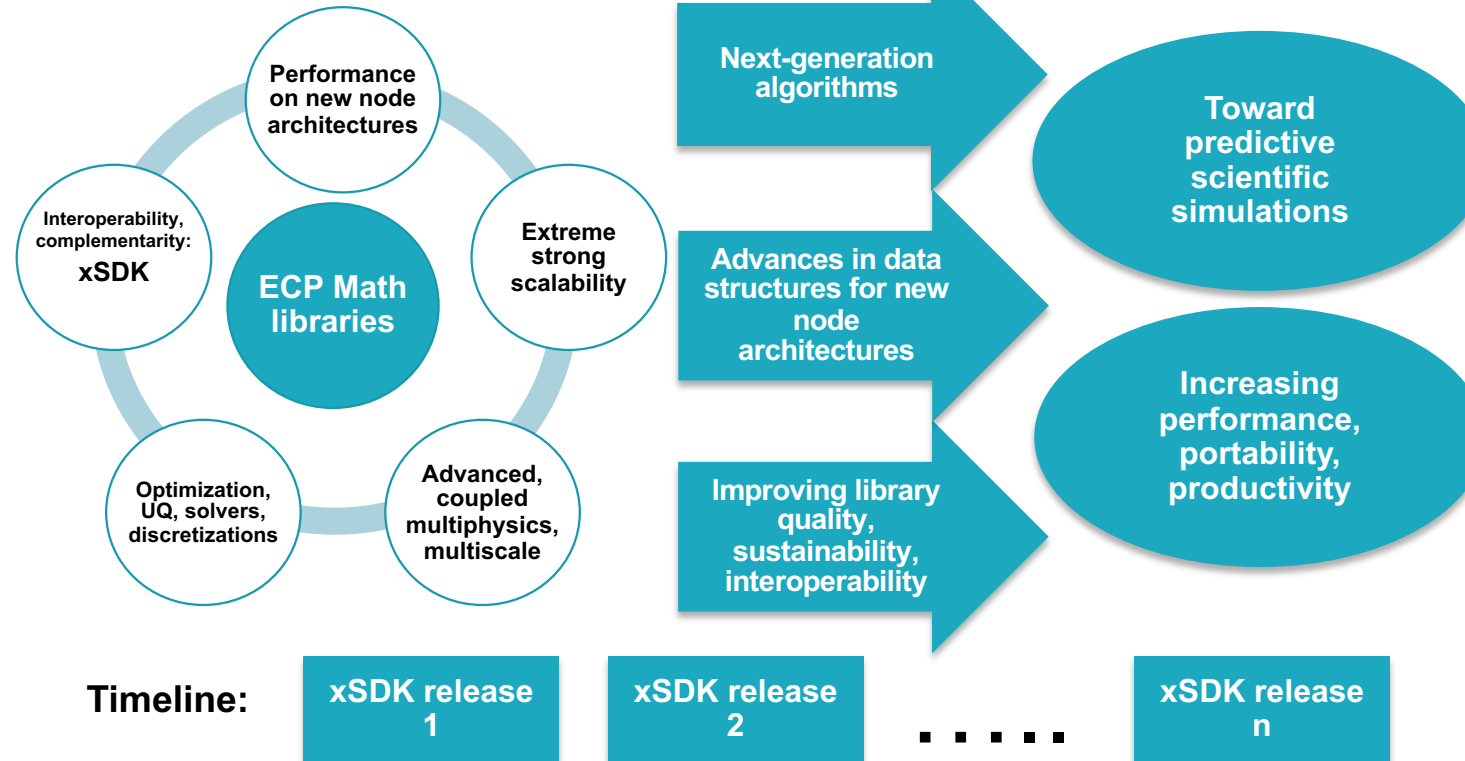 Performance
on new node
architectures
Interoperability,
complementarity:
xSDK
Extreme
strong
scalability
ECP Math
libraries
Optimization,
UQ, solvers,
discretizations
Advanced,
coupled
multiphysics,
multiscale
Next-generation
algorithms
Advances in data
structures for new
node
architectures
Improving library
quality,
sustainability,
interoperability
Toward
predictive
scientific
simulations
Increasing
performance,
portability,
productivity
Timeline:
xSDK release
1
xSDK release
2
. . . . .
xSDK release
n